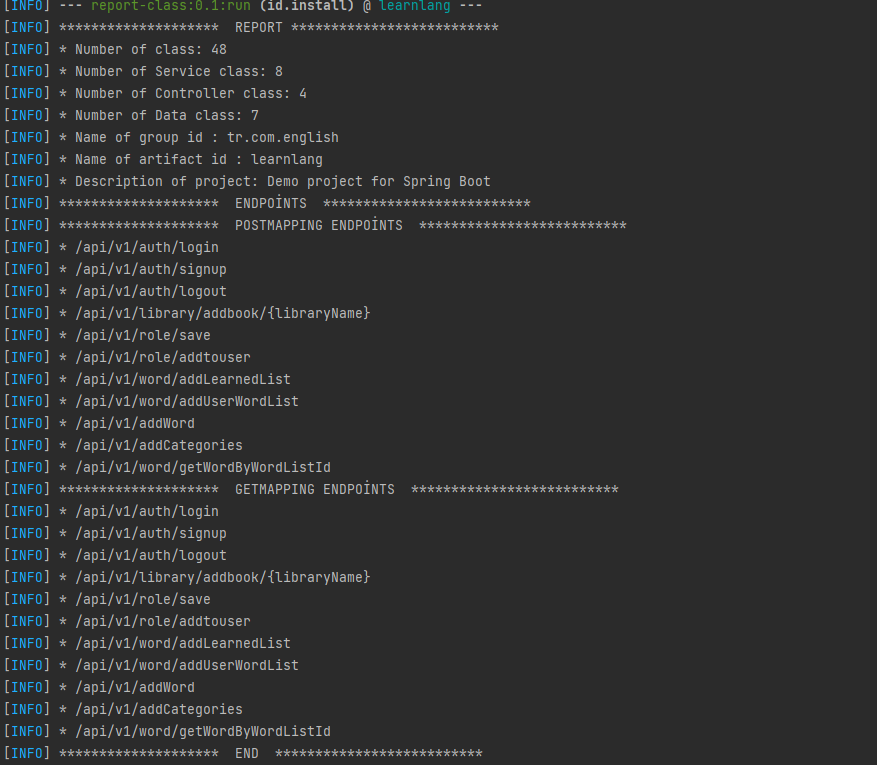 [INFO] --- report-class:0.1:run (id.install) @ learnlang ---
[INFO] ******************** REPORT **************************
[INFO] * Number of class: 48
[INFO] * Number of Service class: 8
[INFO] * Number of Controller class: 4
[INFO] * Number of Data class: 7
[INFO] * Name of group id : tr.com.english
[INFO] * Name of artifact id : learnlang
[INFO] * Description of project: Demo project for Spring Boot
[INFO] ******************** ENDPOİNTS **************************
[INFO] ******************** POSTMAPPING ENDPOİNTS **************************
[INFO] * /api/v1/auth/login
[INFO] * /api/v1/auth/signup
[INFO] * /api/v1/auth/logout
[INFO] * /api/v1/library/addbook/{libraryName}
[INFO] * /api/v1/role/save
[INFO] * /api/v1/role/addtouser
[INFO] * /api/v1/word/addLearnedList
[INFO] * /api/v1/word/addUserWordList
[INFO] * /api/v1/addWord
[INFO] * /api/v1/addCategories
[INFO] * /api/v1/word/getWordByWordListId
[INFO] ******************** GETMAPPING ENDPOİNTS **************************
[INFO] * /api/v1/auth/login
[INFO] * /api/v1/auth/signup
[INFO] * /api/v1/auth/logout
[INFO] * /api/v1/library/addbook/{libraryName}
[INFO] * /api/v1/role/save
[INFO] * /api/v1/role/addtouser
[INFO] * /api/v1/word/addLearnedList
[INFO] * /api/v1/word/addUserWordList
[INFO] * /api/v1/addWord
[INFO] * /api/v1/addCategories
[INFO] * /api/v1/word/getWordByWordListId
[INFO] ******************** END **************************